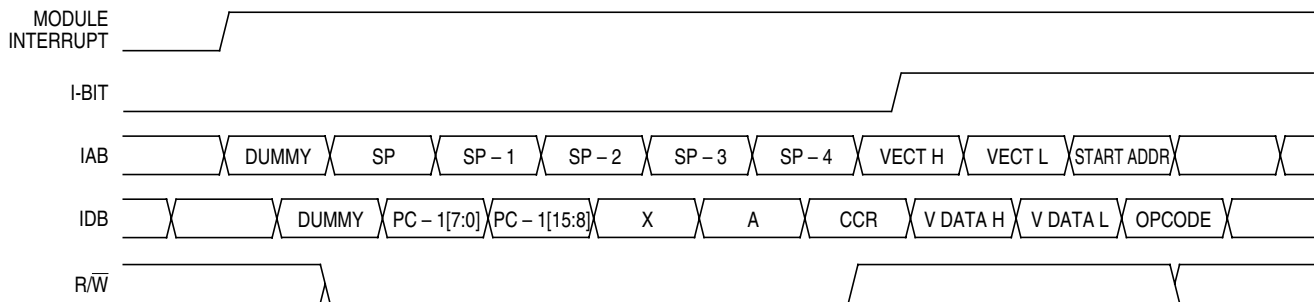 MODULE
INTERRUPT
I-BIT
IAB DUMMY SP SP – 1 SP – 2 SP – 3 SP – 4 VECT H VECT L START ADDR
IDB DUMMY PC – 1[7:0] PC – 1[15:8] X A CCR V DATA H V DATA L OPCODE
R/W̅